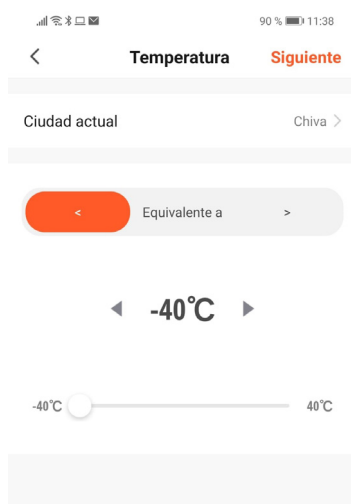 90 % 11:38
< Temperatura Siguiente
Ciudad actual Chiva >
< Equivalente a >
-40℃
-40℃ 40℃